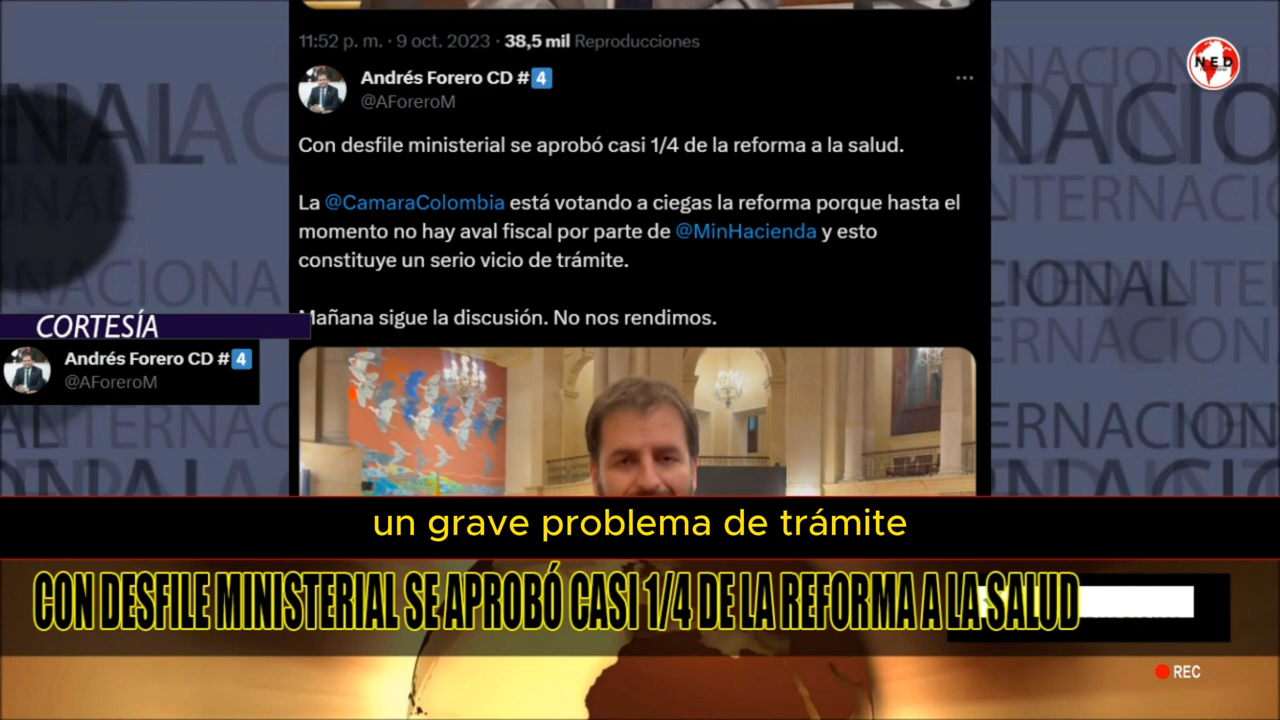 11:52 p. m. · 9 oct. 2023 · 38,5 mil Reproducciones
Andrés Forero CD #4
@AForeroM
Con desfile ministerial se aprobó casi 1/4 de la reforma a la salud.
La @CamaraColombia está votando a ciegas la reforma porque hasta el
momento no hay aval fiscal por parte de @MinHacienda y esto
constituye un serio vicio de trámite.
Mañana sigue la discusión. No nos rendimos.
NED
CORTESÍA
Andrés Forero CD #4
@AForeroM
un grave problema de trámite
CON DESFILE MINISTERIAL SE APROBÓ CASI 1/4 DE LA REFORMA A LA SALUD
REC